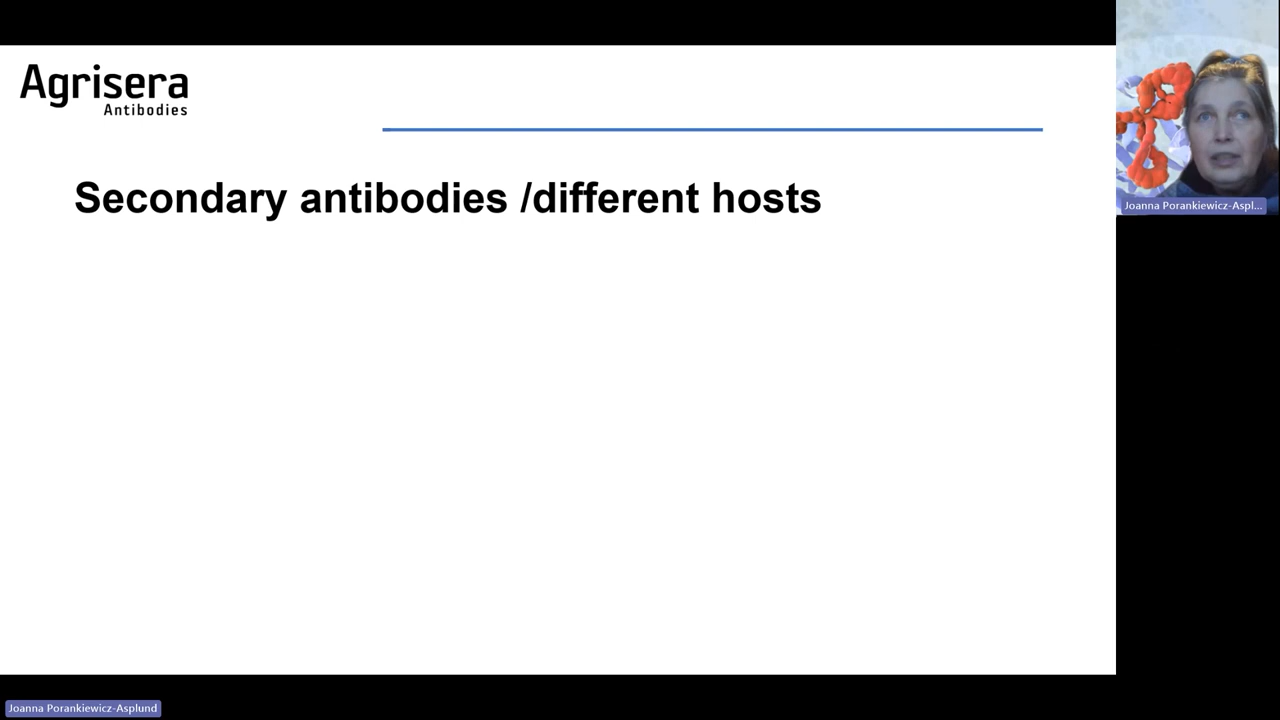 Agrisera
Antibodies
Secondary antibodies /different hosts
Joanna Porankiewicz-Aspl...
Joanna Porankiewicz-Asplund